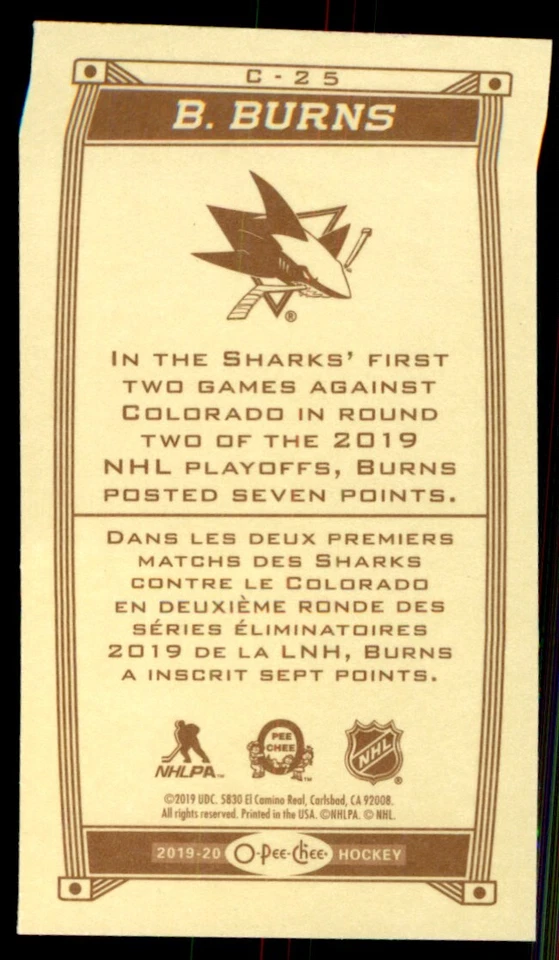 C-25
B. BURNS
®
IN THE SHARKS' FIRST
TWO GAMES AGAINST
COLORADO IN ROUND
TWO OF THE 2019
NHL PLAYOFFS, BURNS
POSTED SEVEN POINTS.
DANS LES DEUX PREMIERS
MATCHS DES SHARKS
CONTRE LE COLORADO
EN DEUXIÈME RONDE DES
SÉRIES ÉLIMINATOIRES
2019 DE LA LNH, BURNS
A INSCRIT SEPT POINTS.
NHLPA™ O PEE CHEE™ NHL®
©2019 UDC. 5830 El Camino Real, Carlsbad, CA 92008.
All rights reserved. Printed in the USA. ©NHLPA. © NHL.
2019-20 O-Pee-Chee® HOCKEY